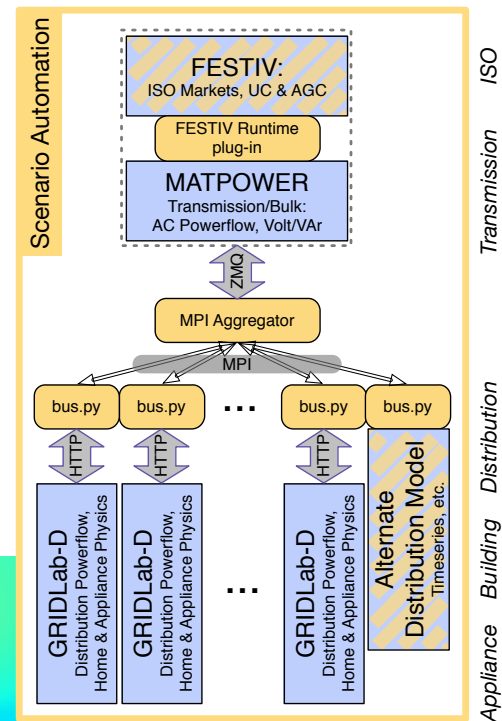 Scenario Automation
FESTIV:
ISO Markets, UC & AGC
FESTIV Runtime
plug-in
MATPOWER
Transmission/Bulk:
AC Powerflow, Volt/VAr
ZMQ
MPI Aggregator
MPI
bus.py
bus.py
...
bus.py
bus.py
HTTP
HTTP
HTTP
GRIDLab-D
Distribution Powerflow,
Home & Appliance Physics
GRIDLab-D
Distribution Powerflow,
Home & Appliance Physics
...
GRIDLab-D
Distribution Powerflow,
Home & Appliance Physics
Alternate
Distribution Model
Timeseries, etc.
ISO
Transmission
Distribution
Building
Appliance